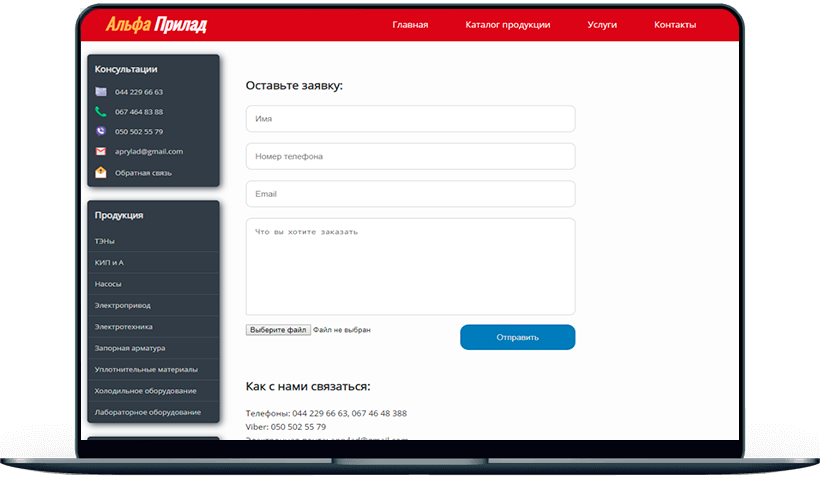 Альфа Прилад
Главная Каталог продукции Услуги Контакты
Консультации
044 229 66 63
067 464 83 88
050 502 55 79
aprylad@gmail.com
Обратная связь
Продукция
ТЭНы
КИП и А
Насосы
Электропривод
Электротехника
Запорная арматура
Уплотнительные материалы
Холодильное оборудование
Лабораторное оборудование
Оставьте заявку:
Имя
Номер телефона
Email
Что вы хотите заказать
Выберите файл Файл не выбран
Отправить
Как с нами связаться:
Телефоны: 044 229 66 63, 067 46 48 388
Viber: 050 502 55 79